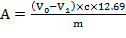 A = (V₀−V₁)×c×12.69 / m